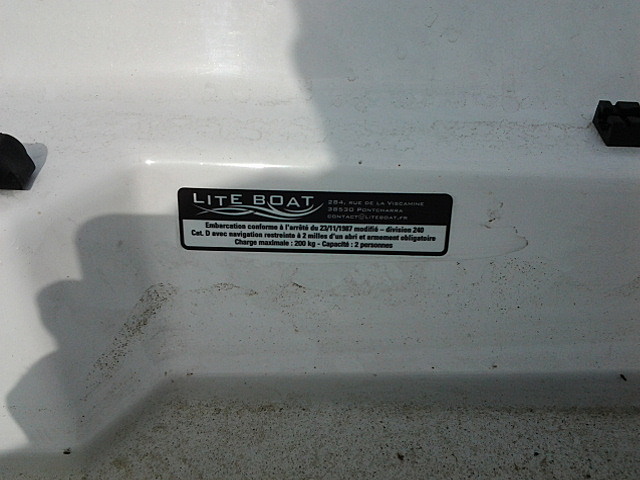 LITE BOAT
284, rue de la Viscamine
38530 Pontcharra
contact@liteboat.fr
Embarcation conforme à l'arrêté du 23/11/1987 modifié - division 240
Cat. D avec navigation restreinte à 2 milles d'un abri et armement obligatoire
Charge maximale : 200 kg - Capacité : 2 personnes